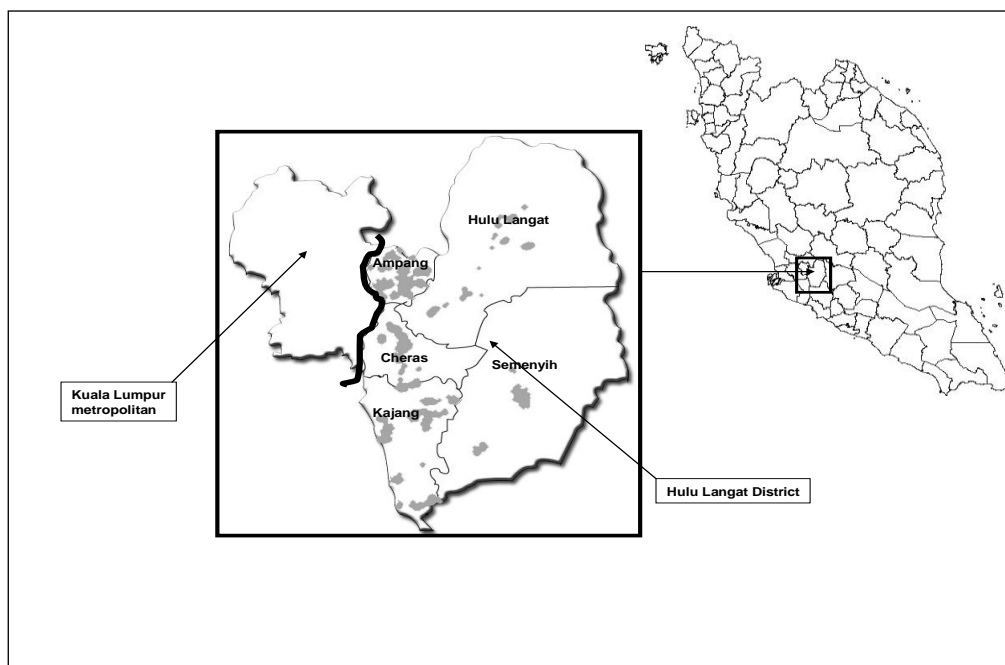 Hulu Langat
Ampang
Cheras
Semenyih
Kajang
Kuala Lumpur
metropolitan
Hulu Langat District